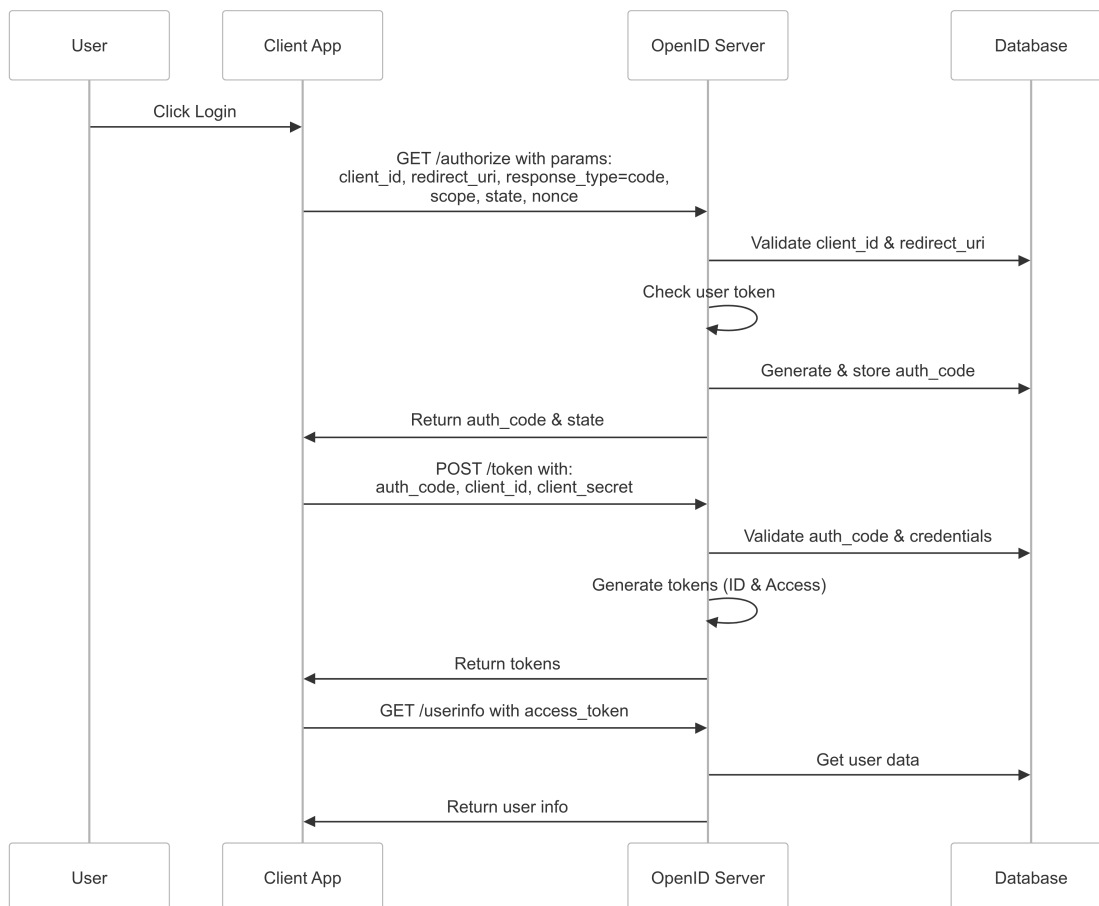 User
Client App
OpenID Server
Database
Click Login
GET /authorize with params:
client_id, redirect_uri, response_type=code,
scope, state, nonce
Validate client_id & redirect_uri
Check user token
Generate & store auth_code
Return auth_code & state
POST /token with:
auth_code, client_id, client_secret
Validate auth_code & credentials
Generate tokens (ID & Access)
Return tokens
GET /userinfo with access_token
Get user data
Return user info
User
Client App
OpenID Server
Database